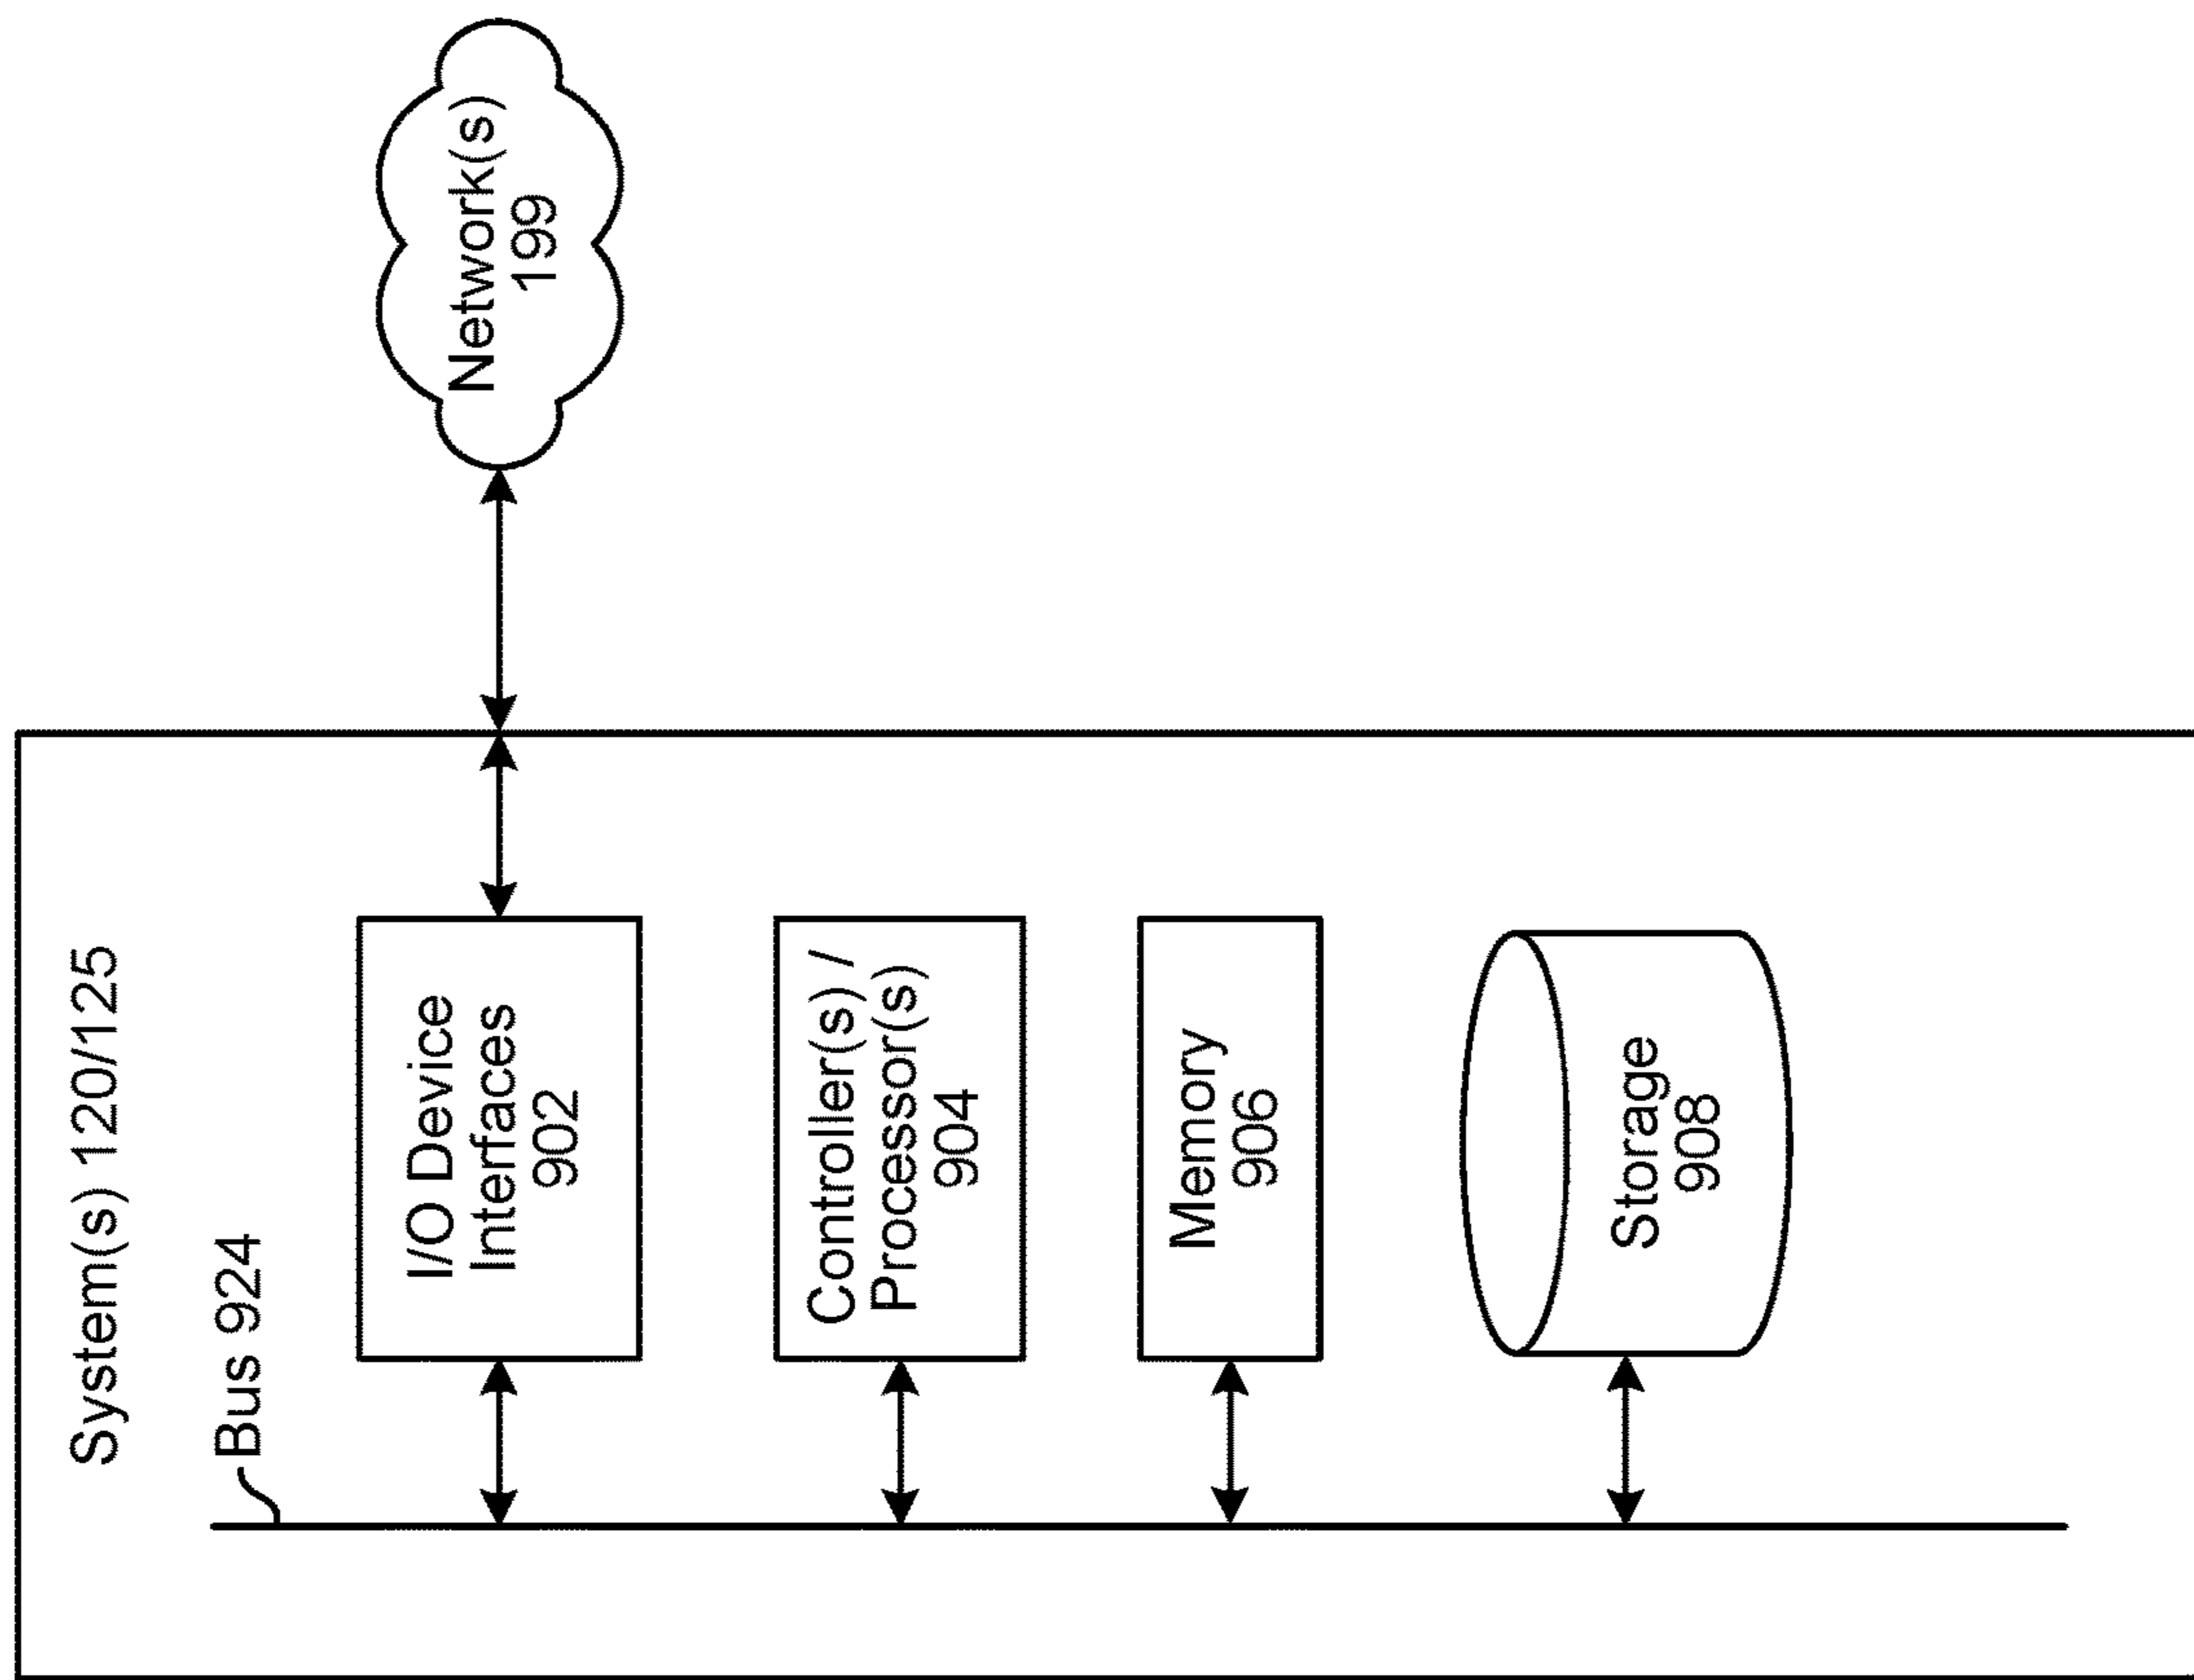 System(s) 120/125
Bus 924
I/O Device
Interfaces
902
Controller(s) /
Processor(s)
904
Memory
906
Storage
908
Network(s)
199